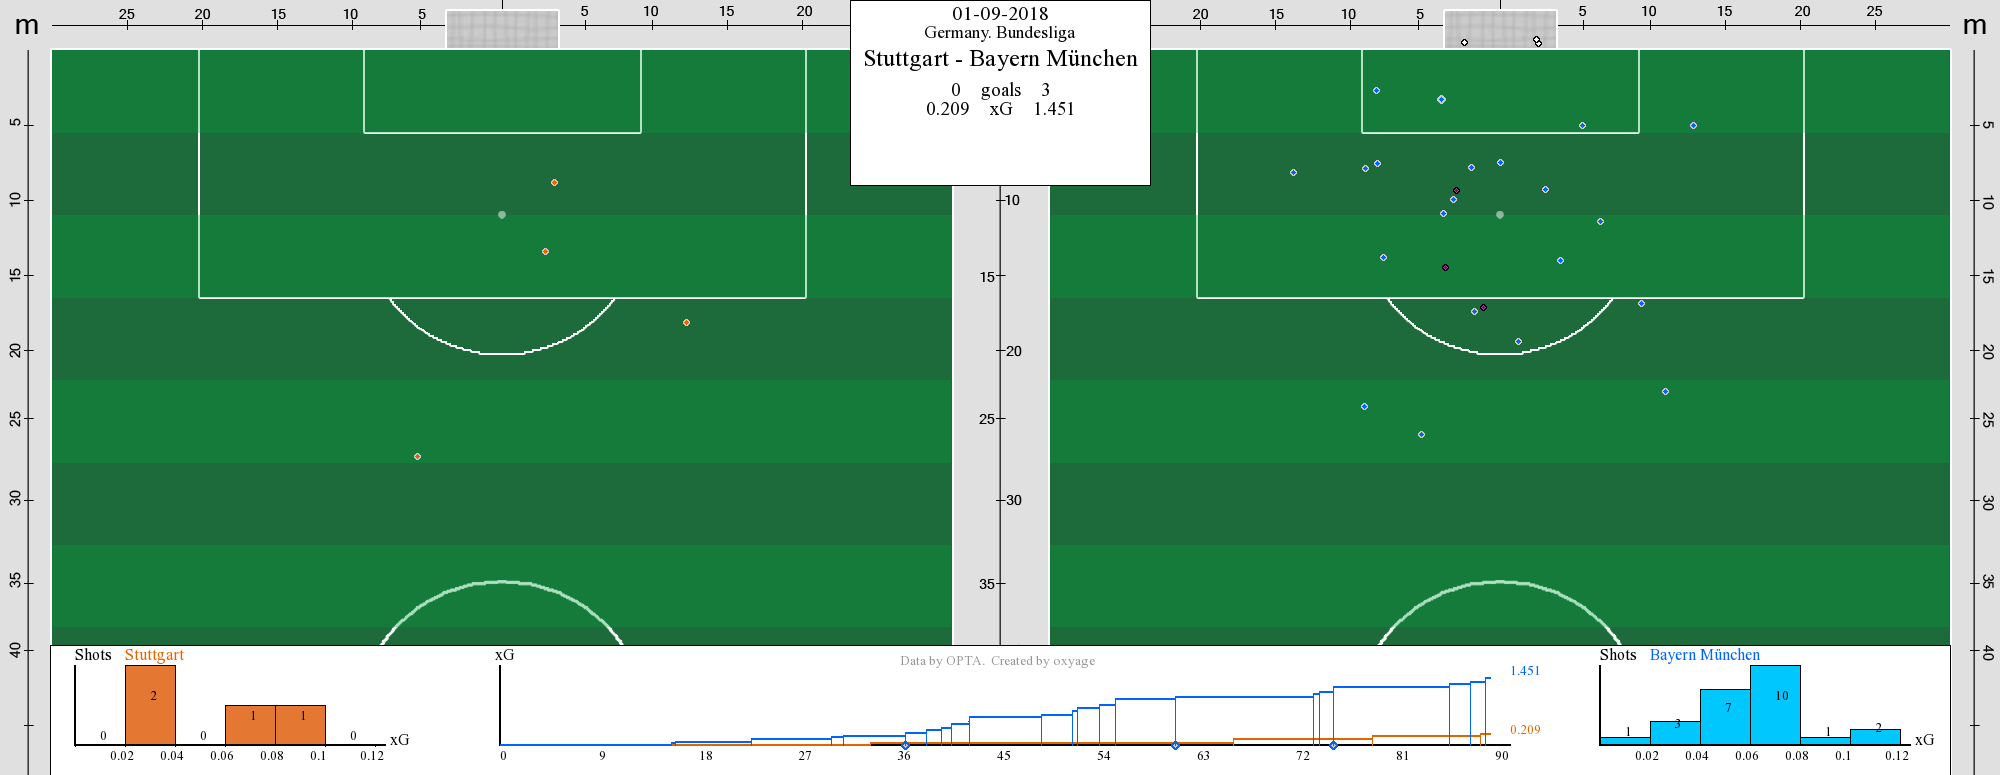 m
25 20 15 10 5 5 10 15 20
20 15 10 5 5 10 15 20 25
m
01-09-2018
Germany. Bundesliga
Stuttgart - Bayern München
0 goals 3
0.209 xG 1.451
5 5
10 10 10
15 15 15
20 20 20
25 25 25
30 30 30
35 35 35
40 40
Shots Stuttgart
0 2 0 1 1 0
xG
0.02 0.04 0.06 0.08 0.1 0.12
xG
Data by OPTA. Created by oxyage
1.451
0.209
0 9 18 27 36 45 54 63 72 81 90
Shots Bayern München
1 3 7 10 1 2
xG
0.02 0.04 0.06 0.08 0.1 0.12